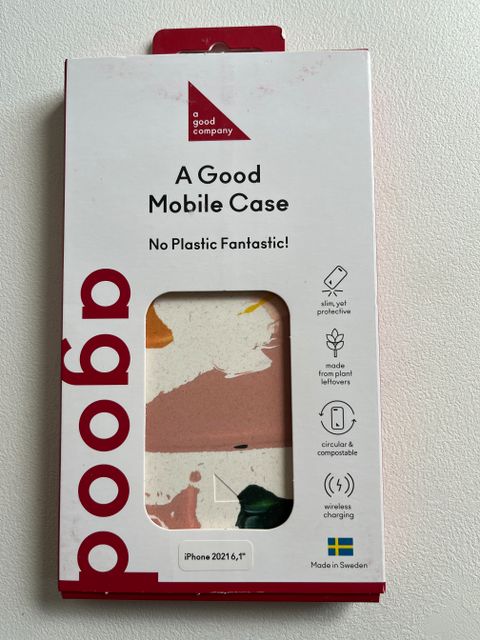 a
good
company
A Good
Mobile Case
No Plastic Fantastic!
agood
slim, yet
protective
made
from plant
leftovers
circular &
compostable
wireless
charging
iPhone 2021 6,1"
Made in Sweden